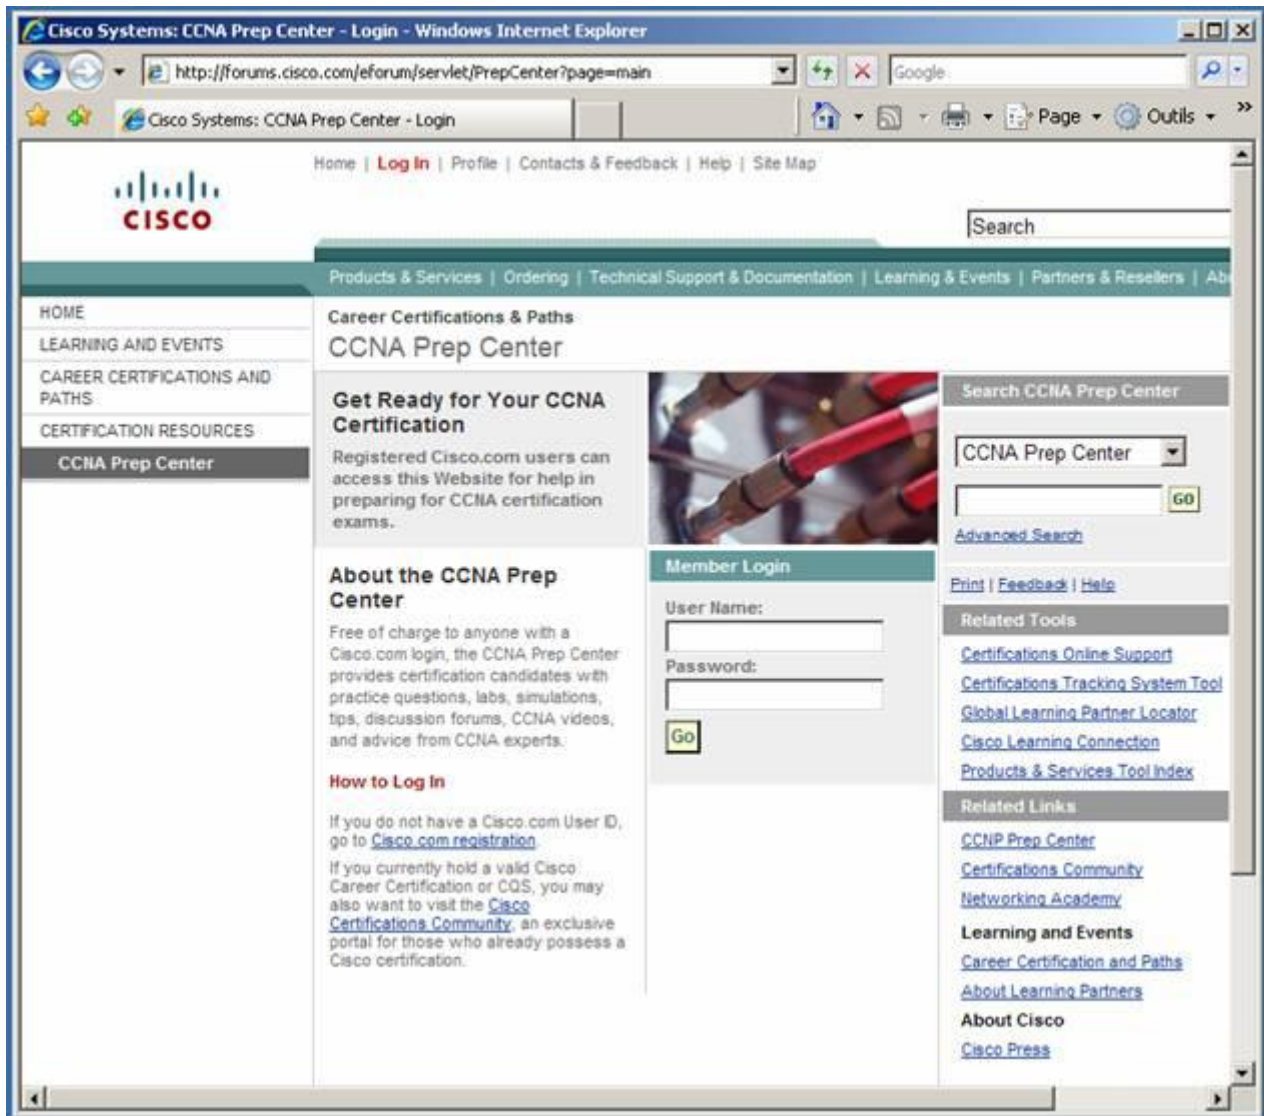 Cisco Systems: CCNA Prep Center - Login - Windows Internet Explorer
http://forums.cisco.com/eforum/servlet/PrepCenter?page=main
Google
Cisco Systems: CCNA Prep Center - Login
Page
Outils
Home | Log In | Profile | Contacts & Feedback | Help | Site Map
CISCO
Search
Products & Services | Ordering | Technical Support & Documentation | Learning & Events | Partners & Resellers | Ab
HOME
LEARNING AND EVENTS
CAREER CERTIFICATIONS AND
PATHS
CERTIFICATION RESOURCES
CCNA Prep Center
Career Certifications & Paths
CCNA Prep Center
Get Ready for Your CCNA
Certification
Registered Cisco.com users can
access this Website for help in
preparing for CCNA certification
exams.
About the CCNA Prep
Center
Free of charge to anyone with a
Cisco.com login, the CCNA Prep Center
provides certification candidates with
practice questions, labs, simulations,
tips, discussion forums, CCNA videos,
and advice from CCNA experts.
How to Log In
If you do not have a Cisco.com User ID,
go to Cisco.com registration.
If you currently hold a valid Cisco
Career Certification or CQS, you may
also want to visit the Cisco
Certifications Community, an exclusive
portal for those who already possess a
Cisco certification.
Member Login
User Name:
Password:
Go
Search CCNA Prep Center
CCNA Prep Center
GO
Advanced Search
Print | Feedback | Help
Related Tools
Certifications Online Support
Certifications Tracking System Tool
Global Learning Partner Locator
Cisco Learning Connection
Products & Services Tool Index
Related Links
CCNP Prep Center
Certifications Community
Networking Academy
Learning and Events
Career Certification and Paths
About Learning Partners
About Cisco
Cisco Press